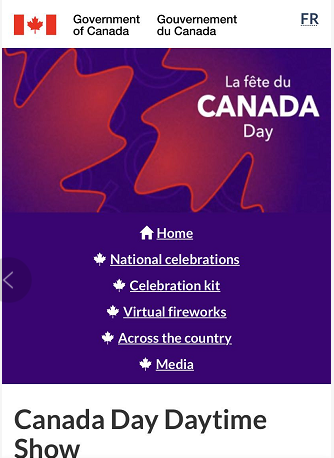 Government of Canada
Gouvernement du Canada
FR
La fête du
CANADA
Day
Home
National celebrations
Celebration kit
Virtual fireworks
Across the country
Media
Canada Day Daytime
Show